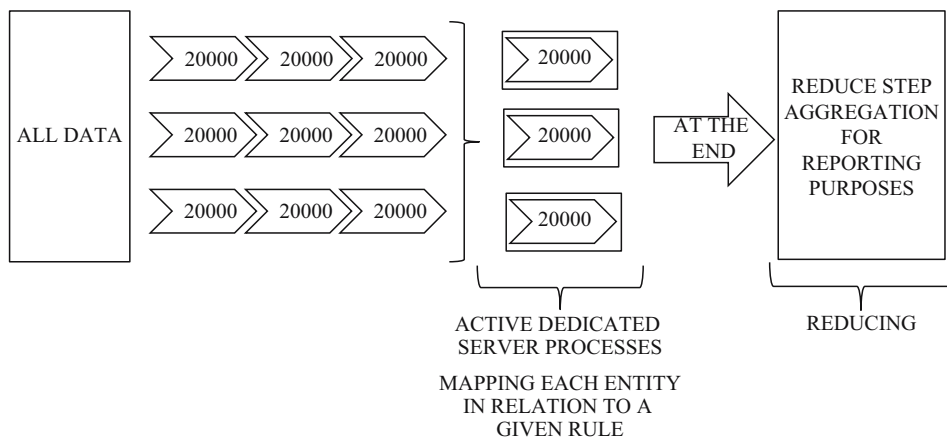 ALL DATA
20000 20000 20000
20000 20000 20000
20000 20000 20000
20000
20000
20000
AT THE
END
REDUCE STEP
AGGREGATION
FOR
REPORTING
PURPOSES
ACTIVE DEDICATED
SERVER PROCESSES
MAPPING EACH ENTITY
IN RELATION TO A
GIVEN RULE
REDUCING